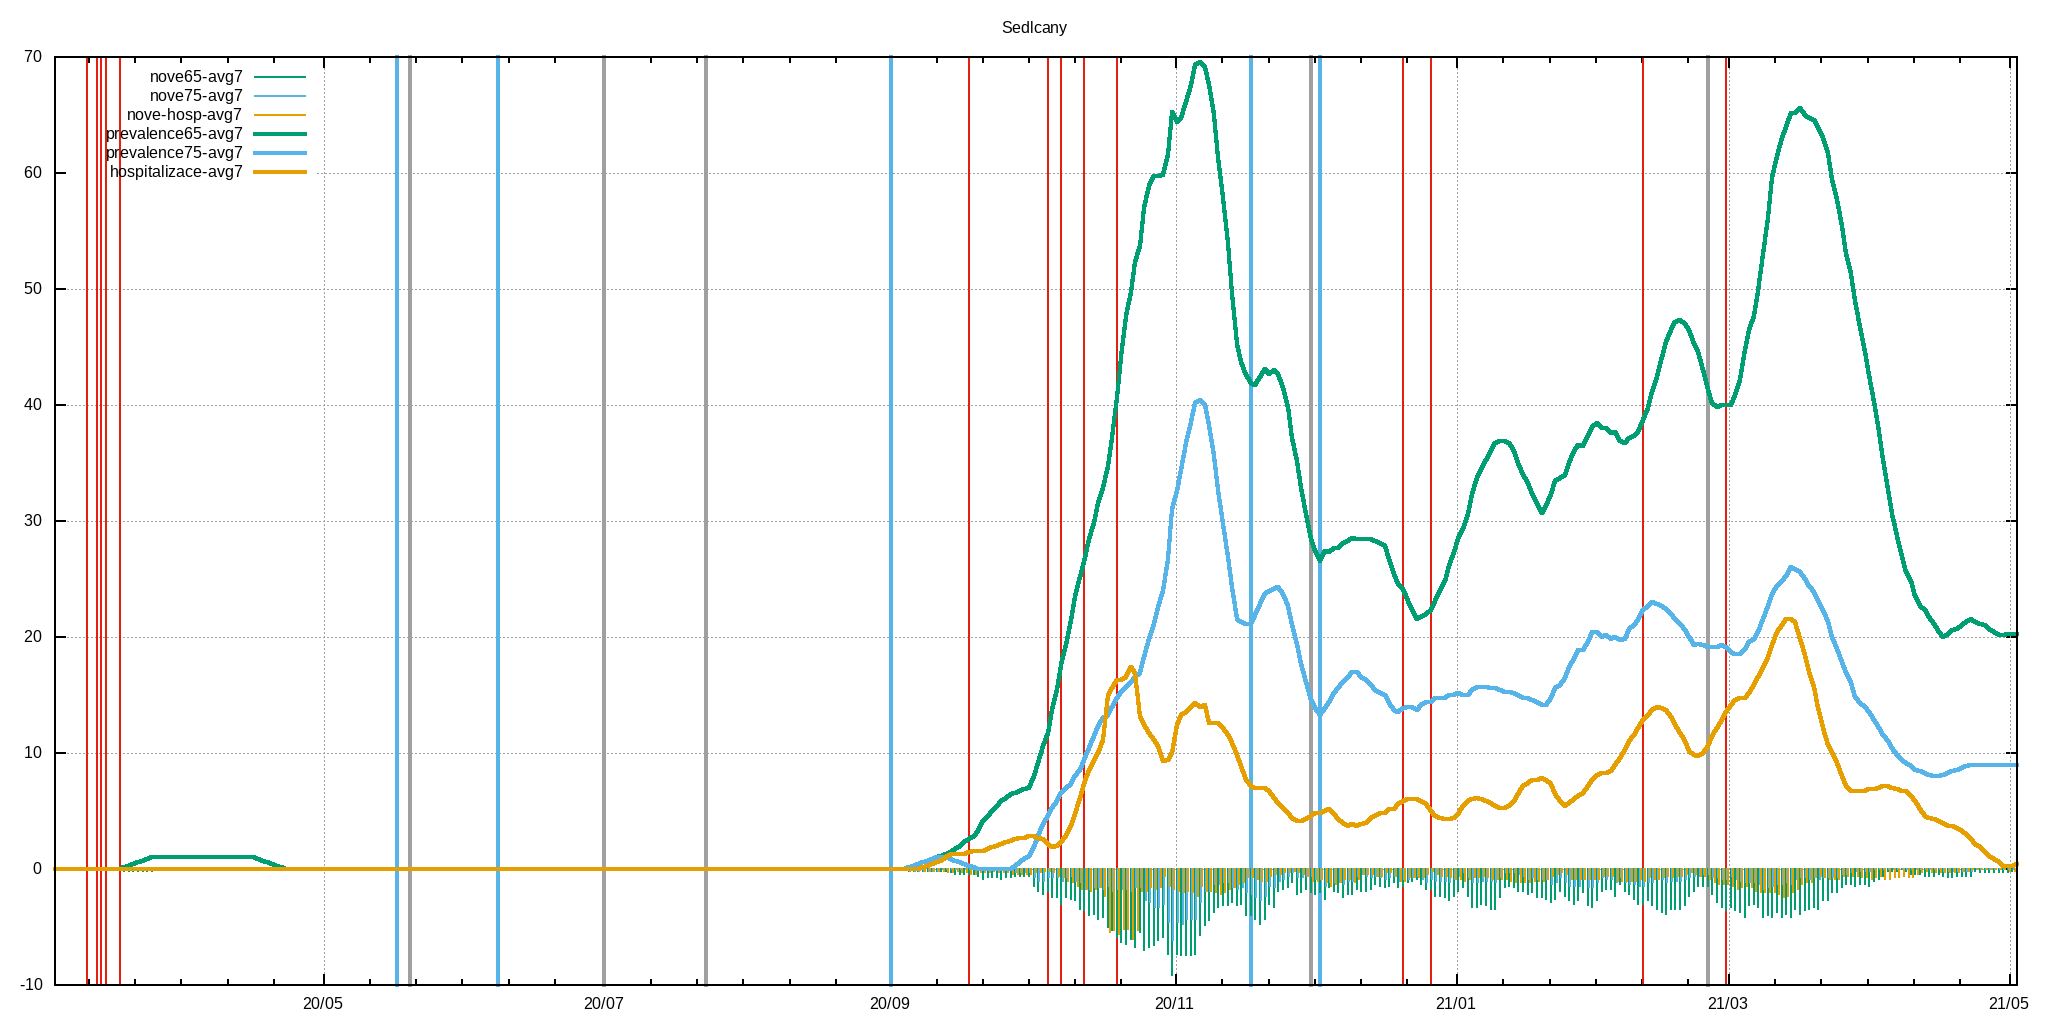 Sedlcany
70
60
50
40
30
20
10
0
-10
nove65-avg7
nove75-avg7
nove-hosp-avg7
prevalence65-avg7
prevalence75-avg7
hospitalizace-avg7
20/05 20/07 20/09 20/11 21/01 21/03 21/05